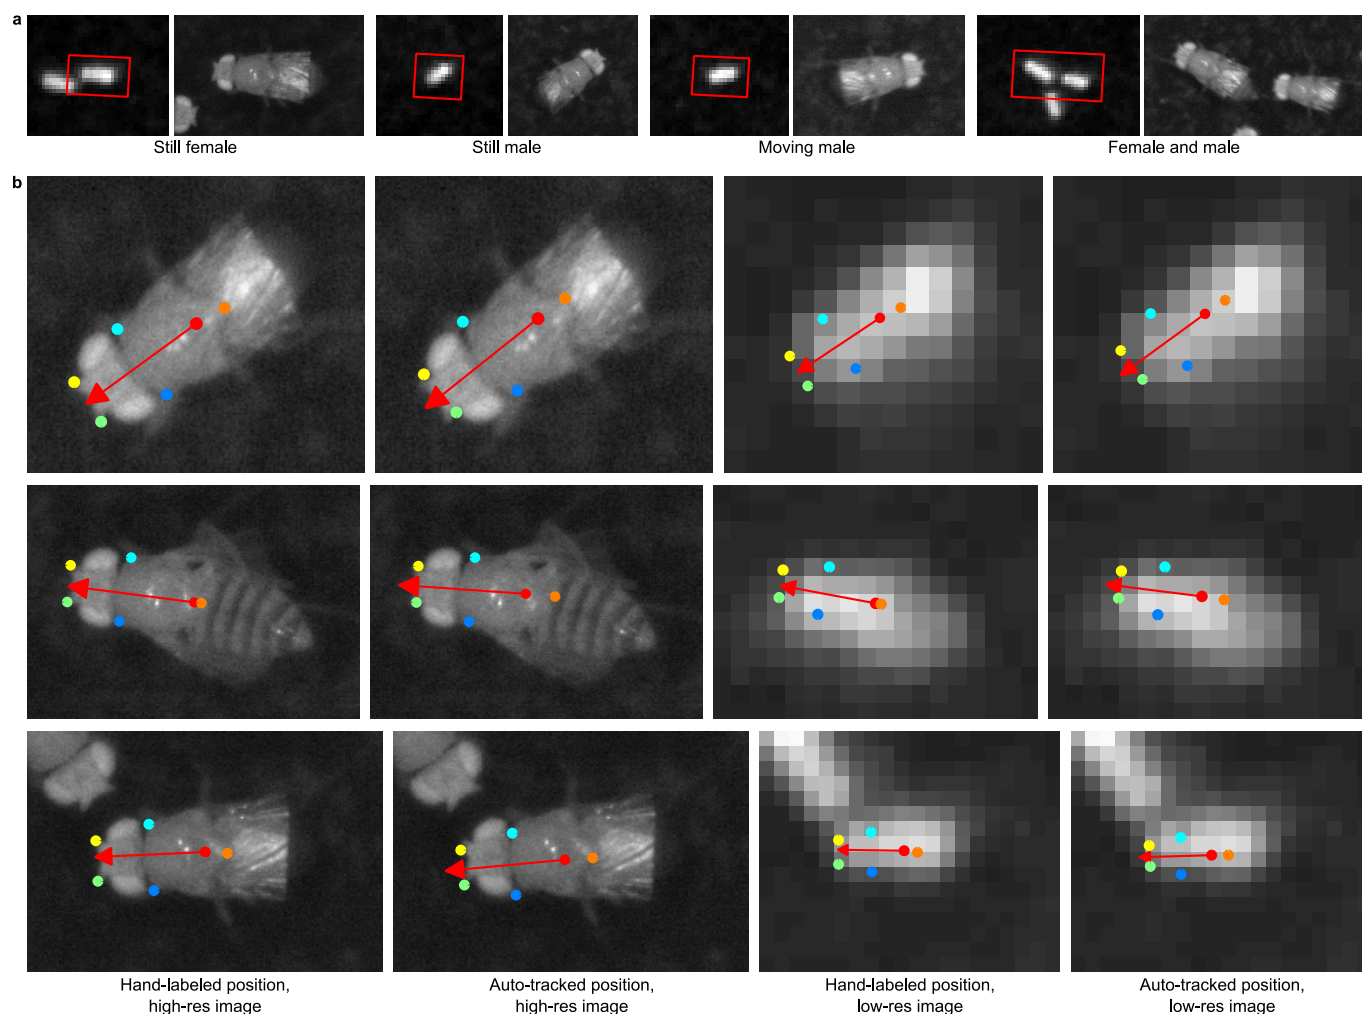 a
Still female
Still male
Moving male
Female and male
b
Hand-labeled position,
high-res image
Auto-tracked position,
high-res image
Hand-labeled position,
low-res image
Auto-tracked position,
low-res image